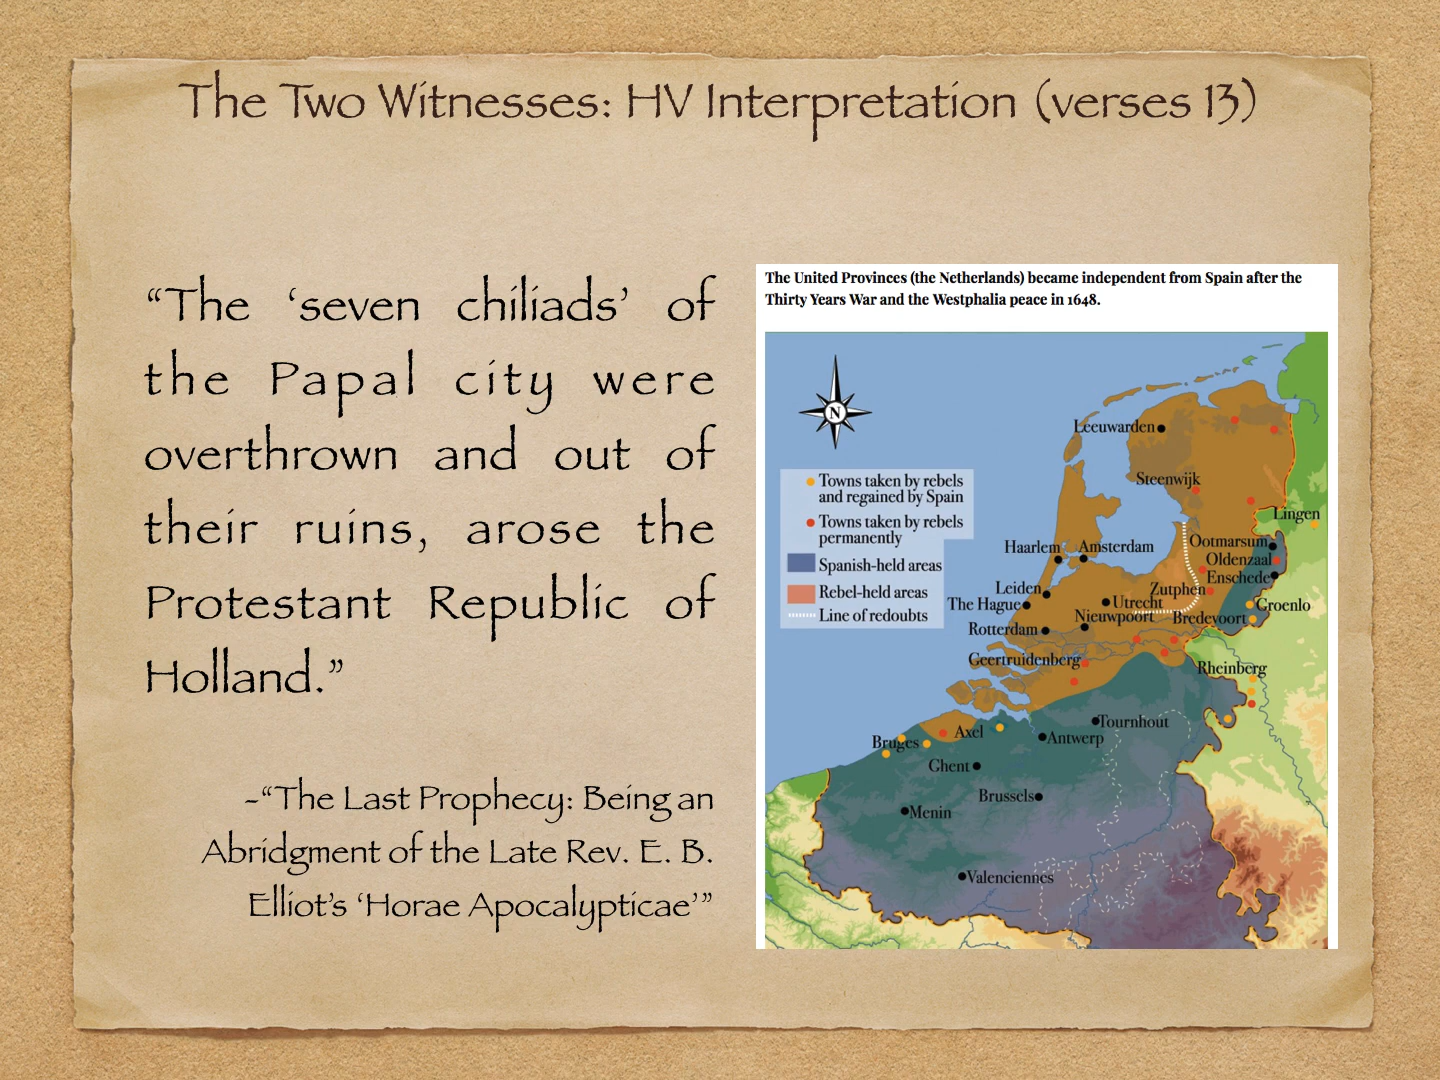 The Two Witnesses: HV Interpretation (verses 13)
“The ‘seven chiliads’ of
the Papal city were
overthrown and out of
their ruins, arose the
Protestant Republic of
Holland.”
-“The Last Prophecy: Being an
Abridgment of the Late Rev. E. B.
Elliot’s ‘Horae Apocalypticae’”
The United Provinces (the Netherlands) became independent from Spain after the
Thirty Years War and the Westphalia peace in 1648.
N
Towns taken by rebels
and regained by Spain
Towns taken by rebels
permanently
Spanish-held areas
Rebel-held areas
Line of redoubts
Leeuwarden
Steenwijk
Lingen
Ootmarsum
Haarlem
Amsterdam
Oldenzaal
Enschede
Leiden
Zutphen
The Hague
Utrecht
Groenlo
Nieuwpoort
Bredevoort
Rotterdam
Geertruidenberg
Rheinberg
Tournhout
Axel
Bruges
Antwerp
Ghent
Brussels
Menin
Valenciennes